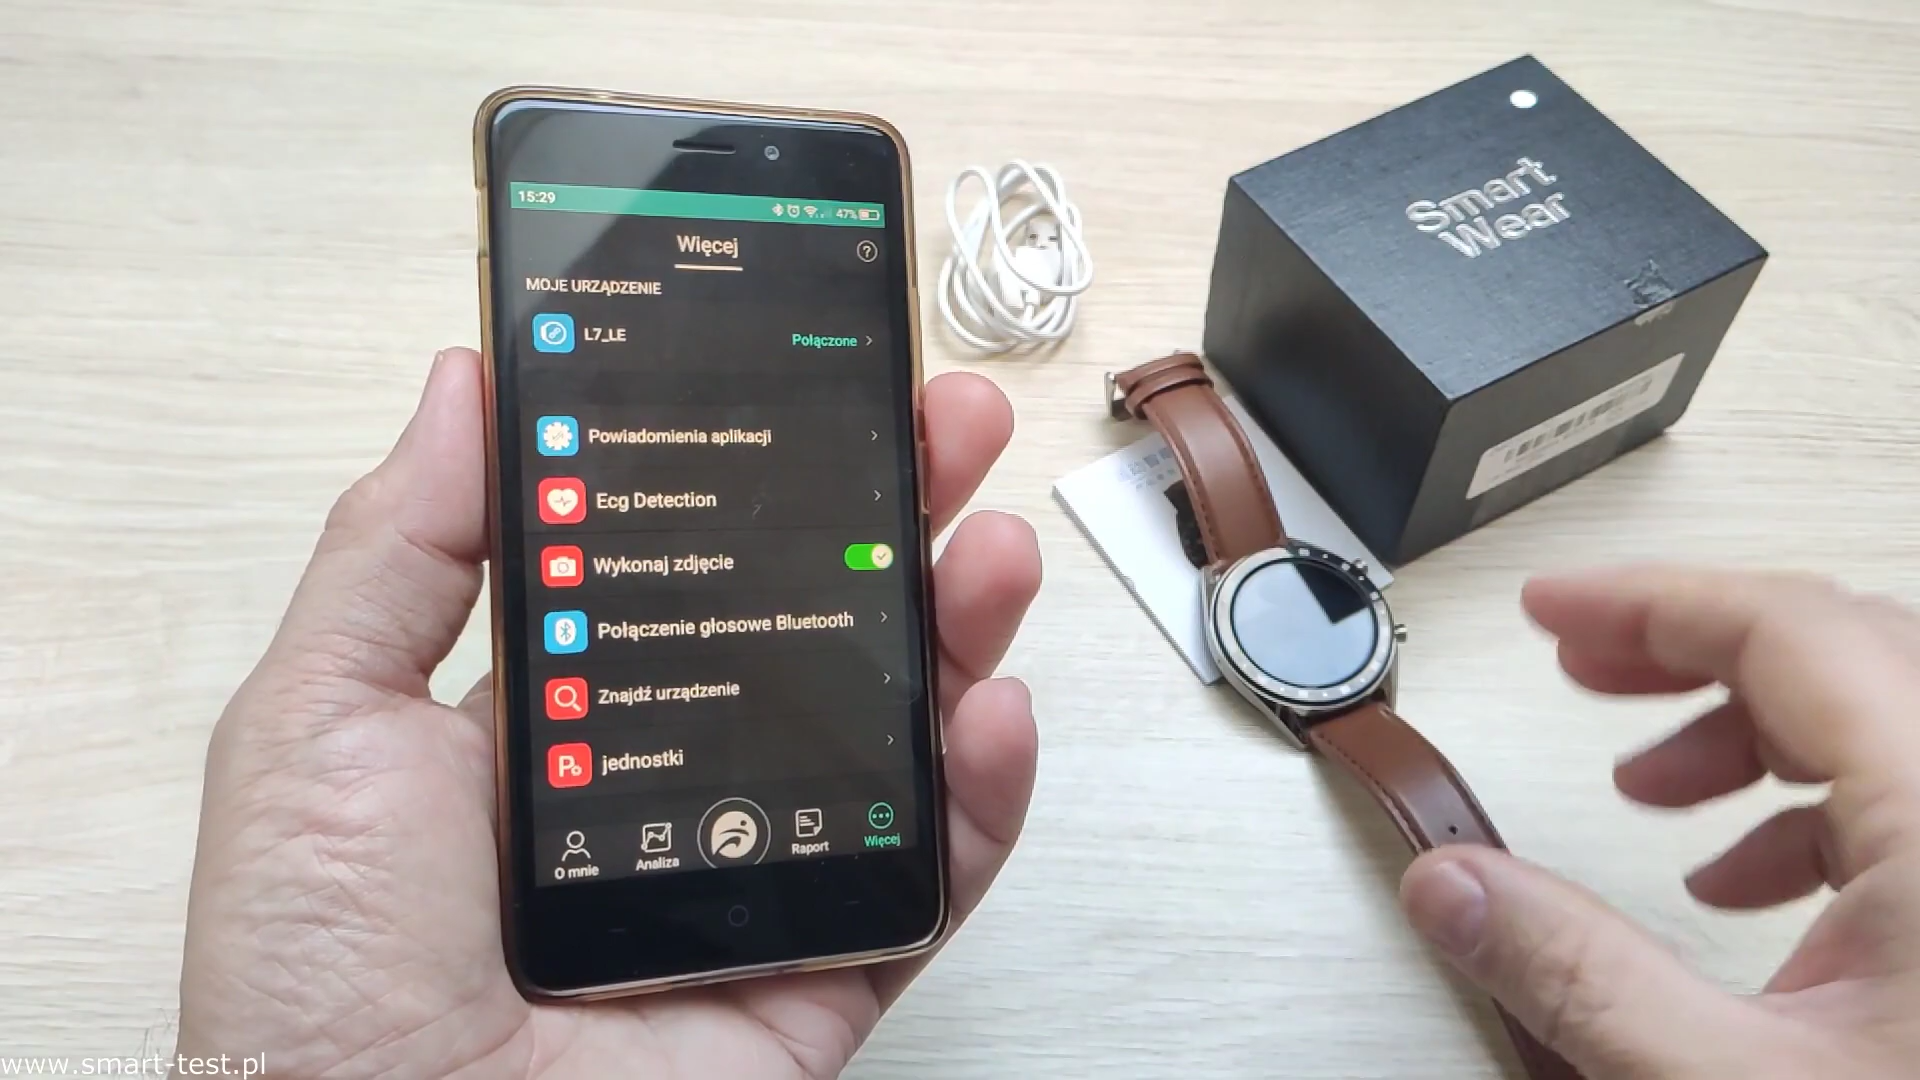 15:29
47%
Więcej
?
MOJE URZĄDZENIE
L7_LE
Połączone
Powiadomienia aplikacji
Ecg Detection
Wykonaj zdjęcie
Połączenie głosowe Bluetooth
Znajdź urządzenie
jednostki
O mnie
Analiza
Raport
Więcej
Smart
Wear
www.smart-test.pl